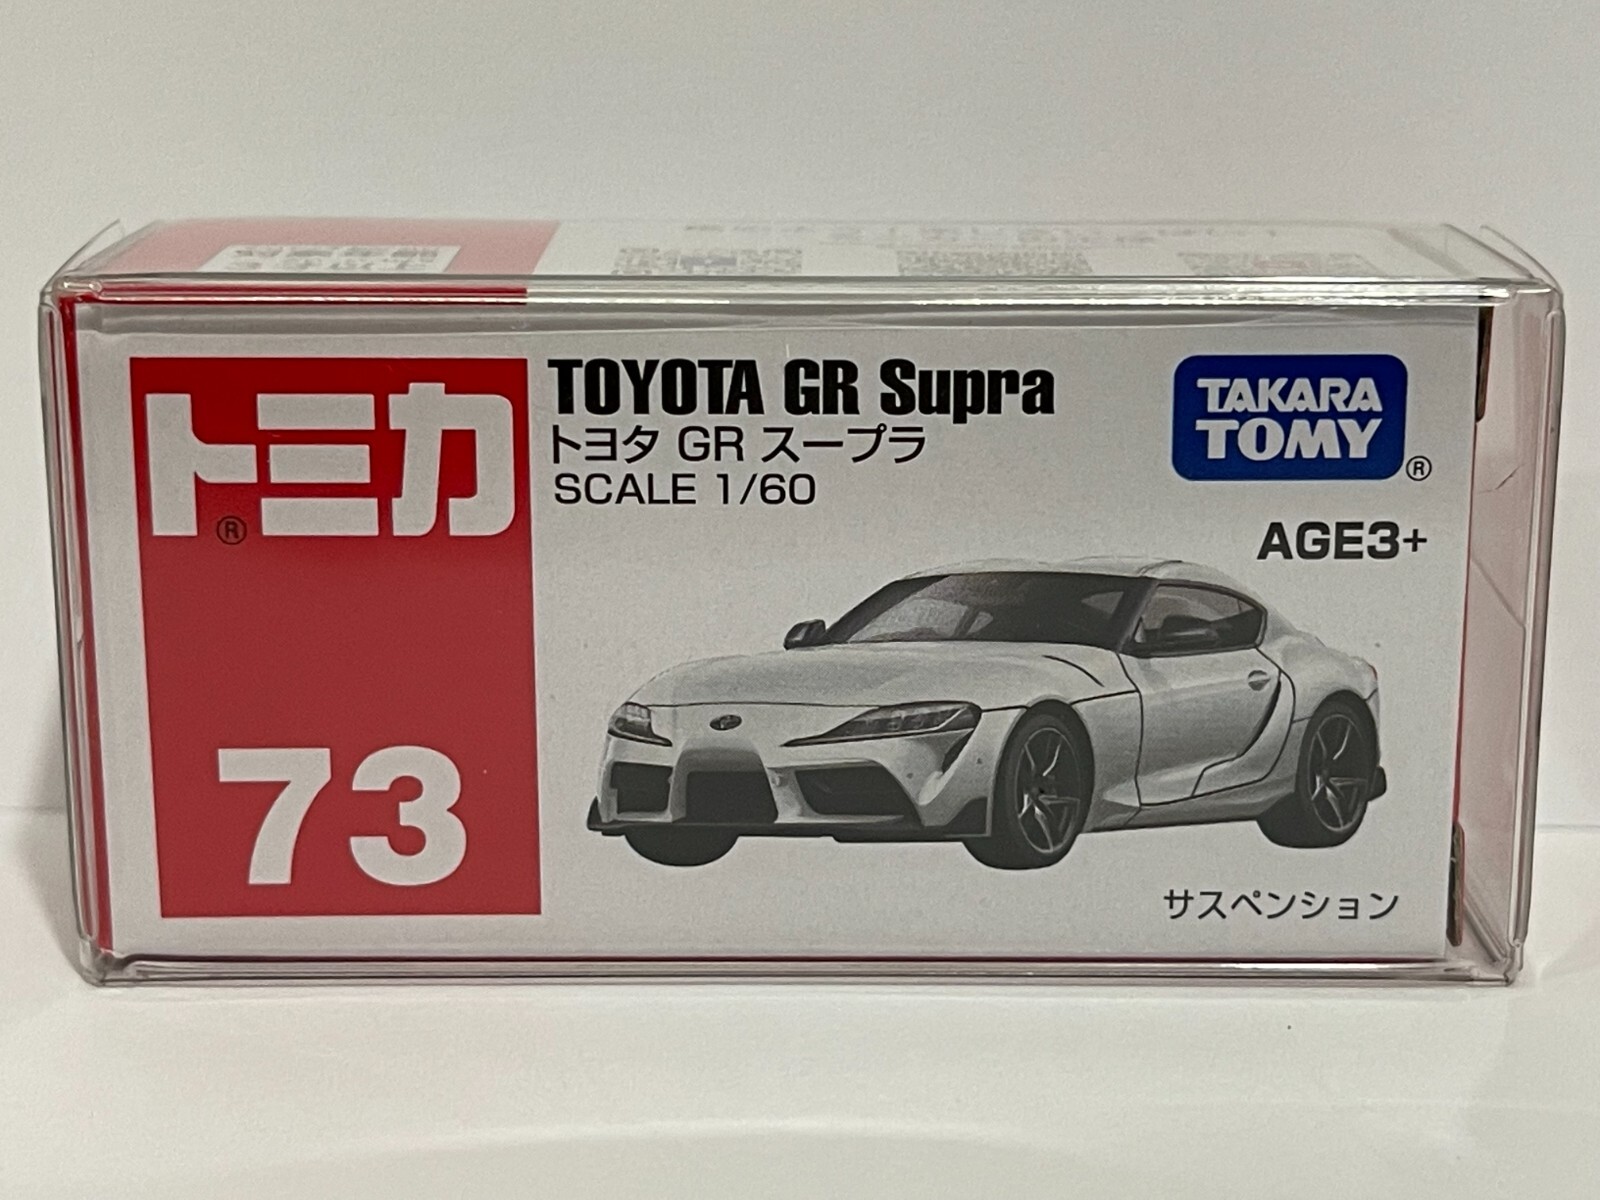 トミカ®
73
TOYOTA GR Supra
トヨタ GR スープラ
SCALE 1/60
TAKARA
TOMY®
AGE3+
サスペンション